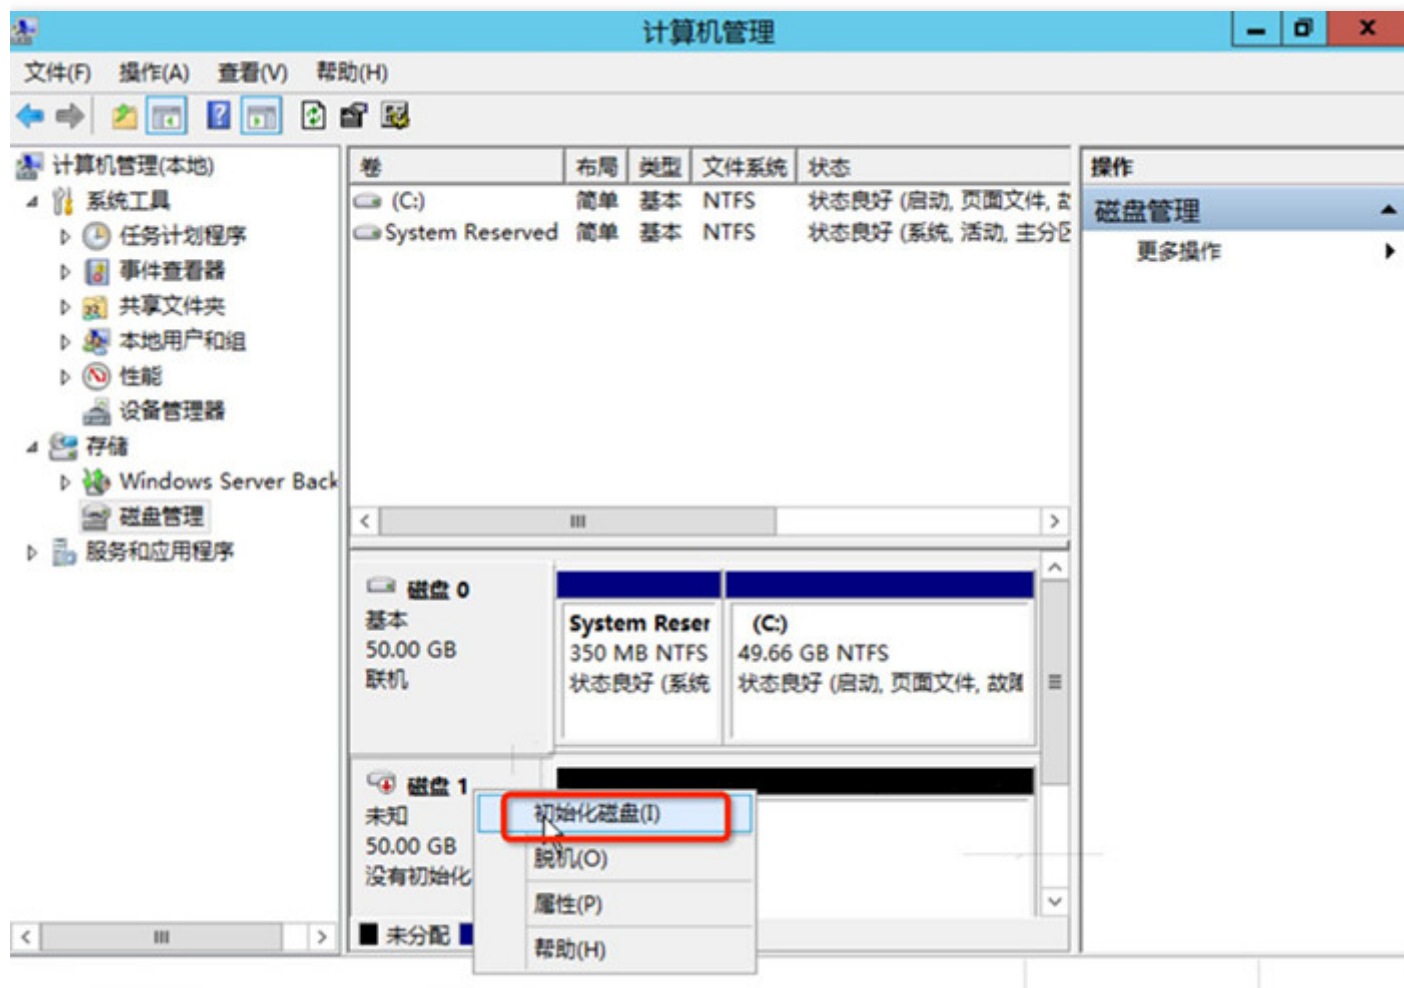 计算机管理
文件(F) 操作(A) 查看(V) 帮助(H)
计算机管理(本地)
系统工具
任务计划程序
事件查看器
共享文件夹
本地用户和组
性能
设备管理器
存储
Windows Server Back
磁盘管理
服务和应用程序
卷 布局 类型 文件系统 状态
(C:) 简单 基本 NTFS 状态良好 (启动, 页面文件,
System Reserved 简单 基本 NTFS 状态良好 (系统, 活动, 主分区
磁盘 0
基本
50.00 GB
联机
System Reser
350 MB NTFS
状态良好 (系统
(C:)
49.66 GB NTFS
状态良好 (启动, 页面文件, 故障
磁盘 1
未知
50.00 GB
没有初始化
初始化磁盘(I)
脱机(O)
属性(P)
帮助(H)
未分配
操作
磁盘管理
更多操作